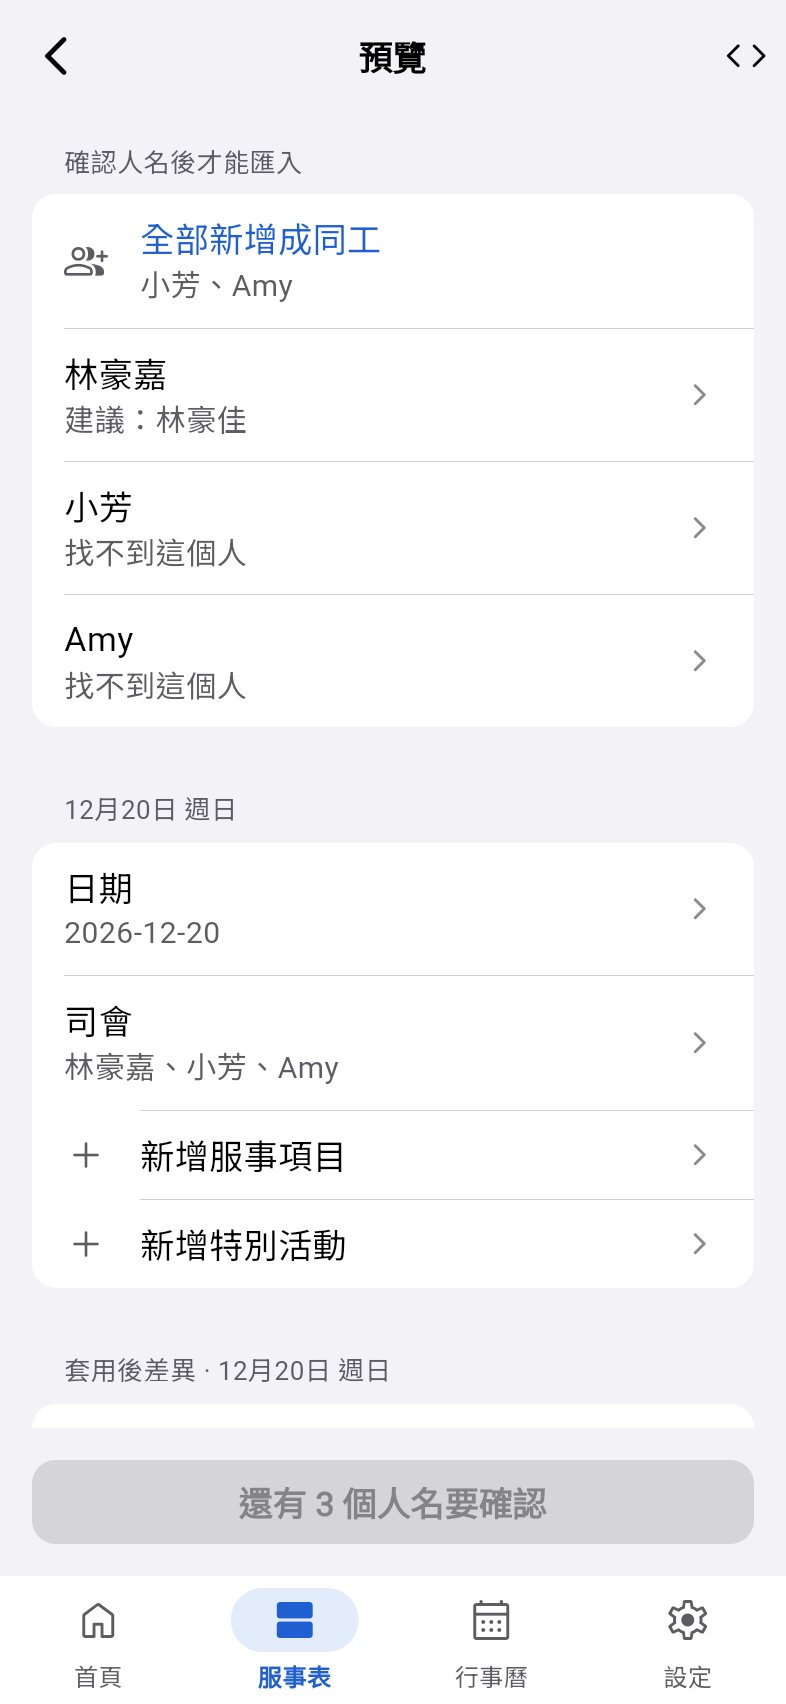 預覽
確認人名後才能匯入
全部新增成同工
小芳、Amy
林豪嘉
建議：林豪佳
小芳
找不到這個人
Amy
找不到這個人
12月20日 週日
日期
2026-12-20
司會
林豪嘉、小芳、Amy
新增服事項目
新增特別活動
套用後差異 · 12月20日 週日
還有 3 個人名要確認
首頁
服事表
行事曆
設定